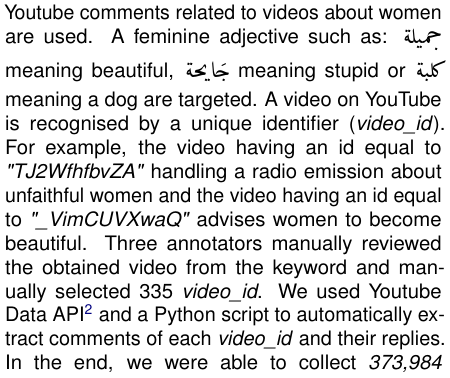 Youtube comments related to videos about women
are used. A feminine adjective such as: جميلة
meaning beautiful, جَايحة meaning stupid or كلبة
meaning a dog are targeted. A video on YouTube
is recognised by a unique identifier (video_id).
For example, the video having an id equal to
"TJ2WfhfbvZA" handling a radio emission about
unfaithful women and the video having an id equal
to "_VimCUVXwaQ" advises women to become
beautiful. Three annotators manually reviewed
the obtained video from the keyword and man-
ually selected 335 video_id. We used Youtube
Data API2 and a Python script to automatically ex-
tract comments of each video_id and their replies.
In the end, we were able to collect 373,984